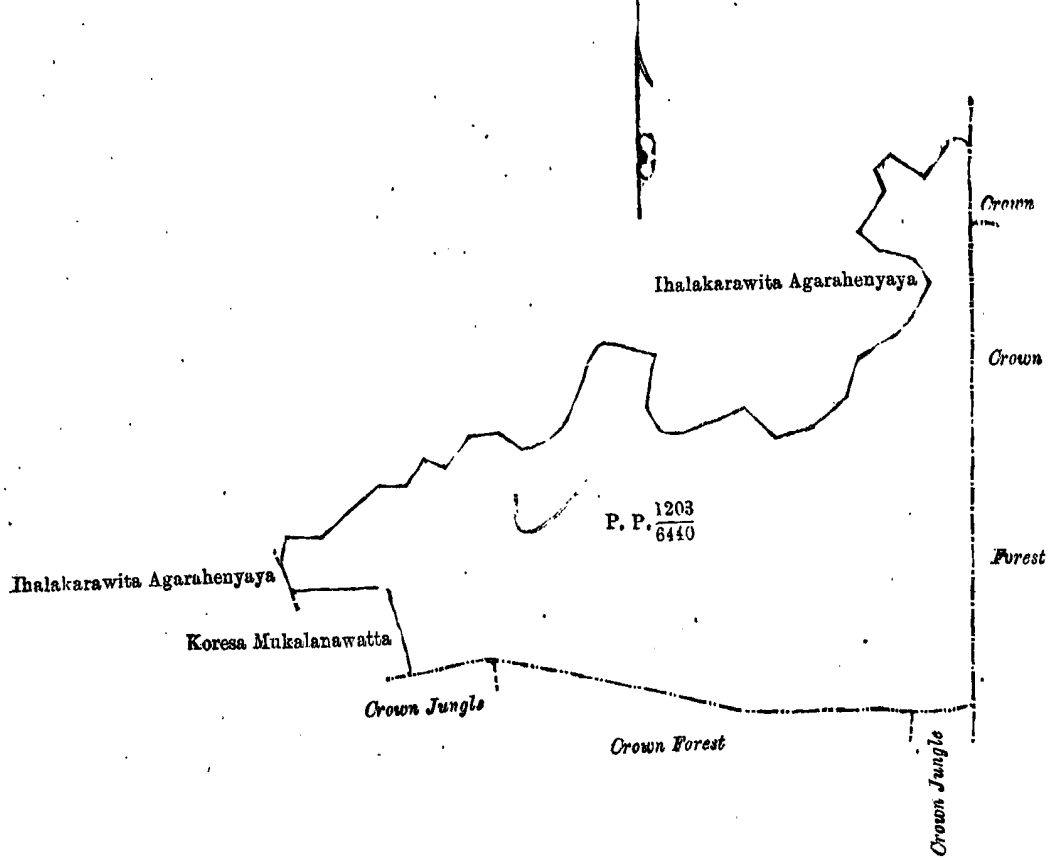 Crown
Ihalakarawita Agarahenyaya
Crown
P. P. 1203/6440
Forest
Ihalakarawita Agarahenyaya
Koresa Mukalanawatta
Crown Jungle
Crown Forest
Crown Jungle